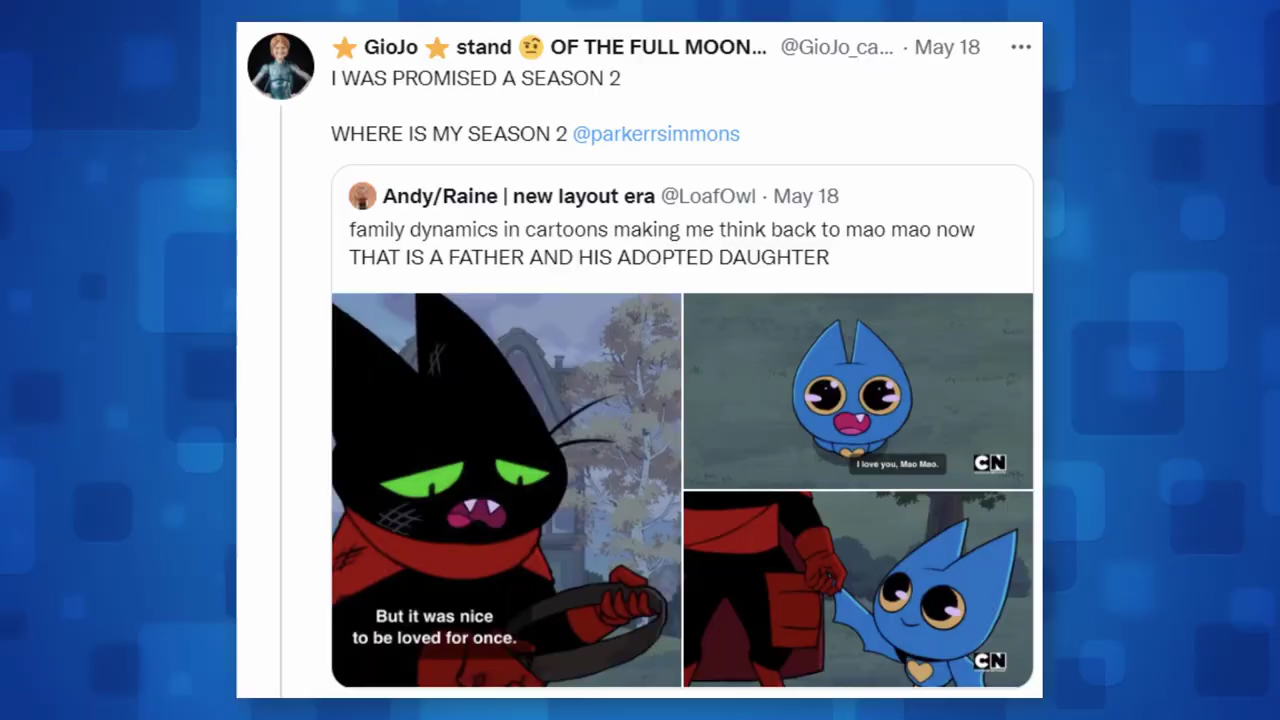 ⭐ GioJo ⭐ stand 🤨 OF THE FULL MOON... @GioJo_ca... · May 18
I WAS PROMISED A SEASON 2
WHERE IS MY SEASON 2 @parkerrsimmons
Andy/Raine | new layout era @LoafOwl · May 18
family dynamics in cartoons making me think back to mao mao now
THAT IS A FATHER AND HIS ADOPTED DAUGHTER
I love you, Mao Mao.
CN
But it was nice
to be loved for once.
CN